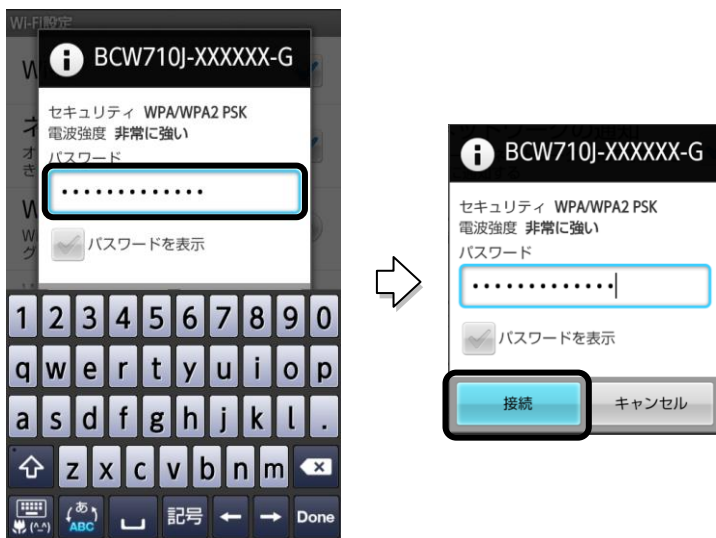 Wi-Fi設定
BCW710J-XXXXXX-G
セキュリティ WPA/WPA2 PSK
電波強度 非常に強い
パスワード
•••••••••••••
パスワードを表示
1 2 3 4 5 6 7 8 9 0
q w e r t y u i o p
a s d f g h j k l .
z x c v b n m
あ
ABC
(^_^)
記号 ← → Done
BCW710J-XXXXXX-G
セキュリティ WPA/WPA2 PSK
電波強度 非常に強い
パスワード
•••••••••••••
パスワードを表示
接続 キャンセル